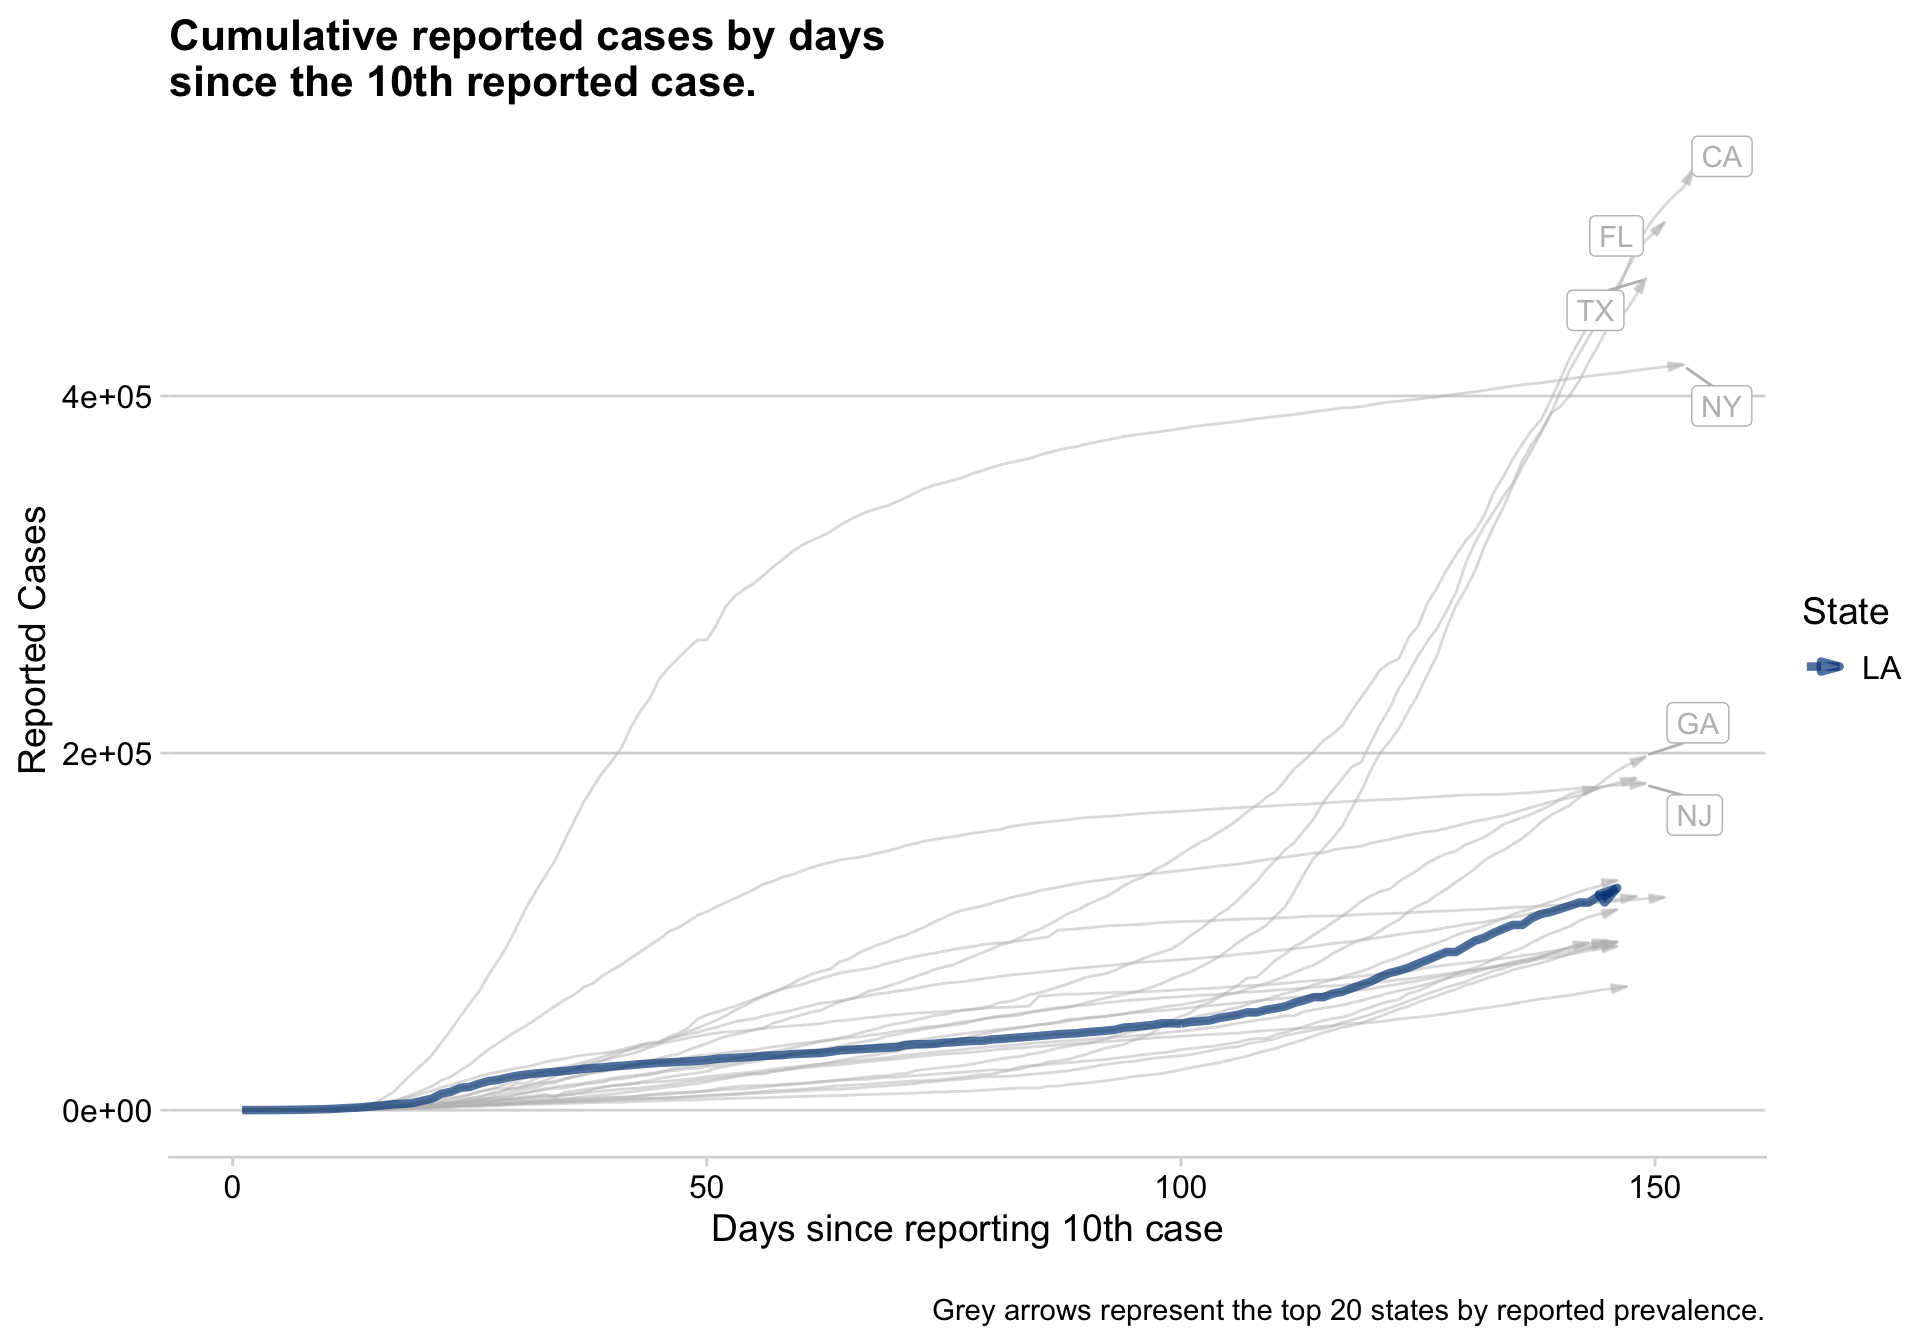 Cumulative reported cases by days
since the 10th reported case.
CA
FL
TX
4e+05
NY
Reported Cases
State
LA
GA
2e+05
NJ
0e+00
0 50 100 150
Days since reporting 10th case
Grey arrows represent the top 20 states by reported prevalence.